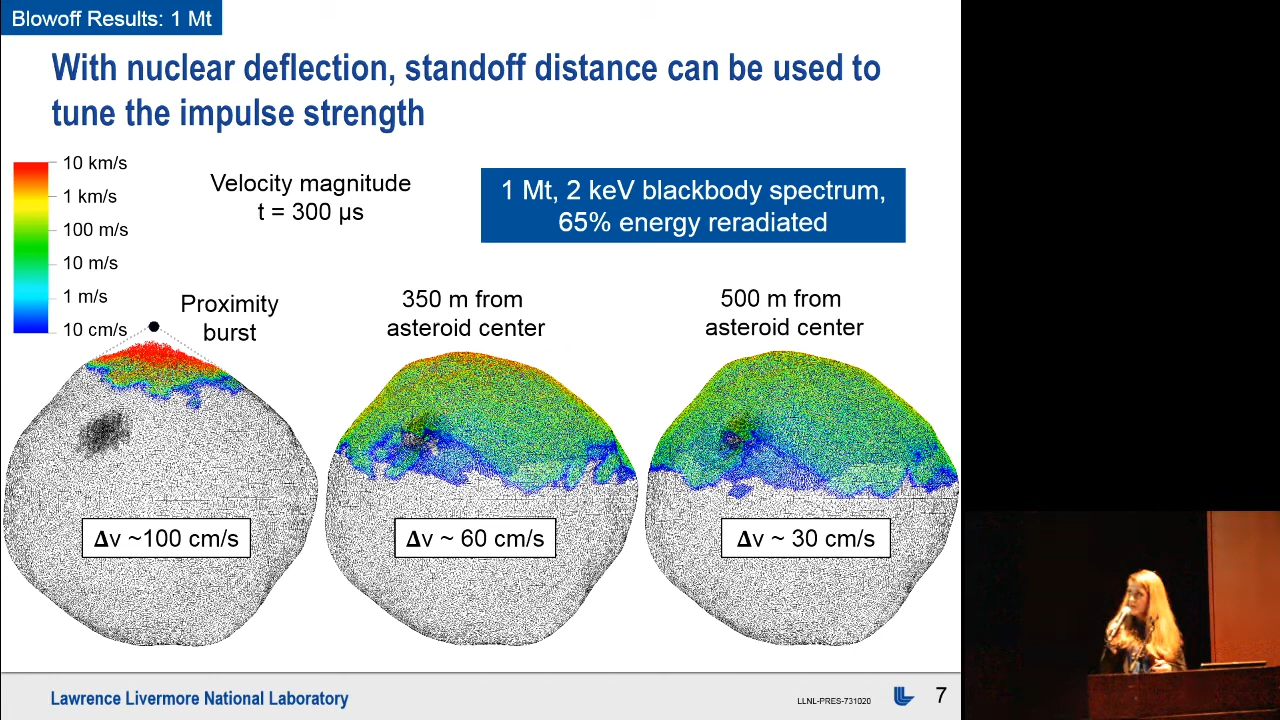 Blowoff Results: 1 Mt
With nuclear deflection, standoff distance can be used to
tune the impulse strength
10 km/s
1 km/s
100 m/s
10 m/s
1 m/s
10 cm/s
Velocity magnitude
t = 300 µs
1 Mt, 2 keV blackbody spectrum,
65% energy reradiated
Proximity
burst
350 m from
asteroid center
500 m from
asteroid center
Δv ~100 cm/s
Δv ~ 60 cm/s
Δv ~ 30 cm/s
Lawrence Livermore National Laboratory
LLNL-PRES-731020
7